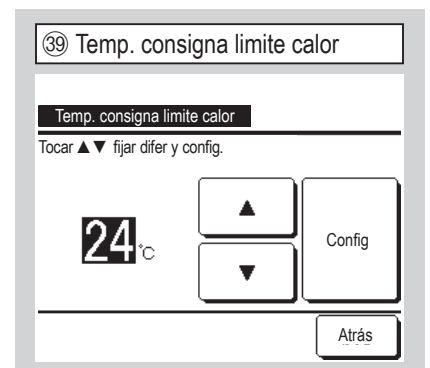 ㊴ Temp. consigna limite calor
Temp. consigna limite calor
Tocar ▲▼ fijar difer y config.
▲
24 °C
Config
▼
Atrás